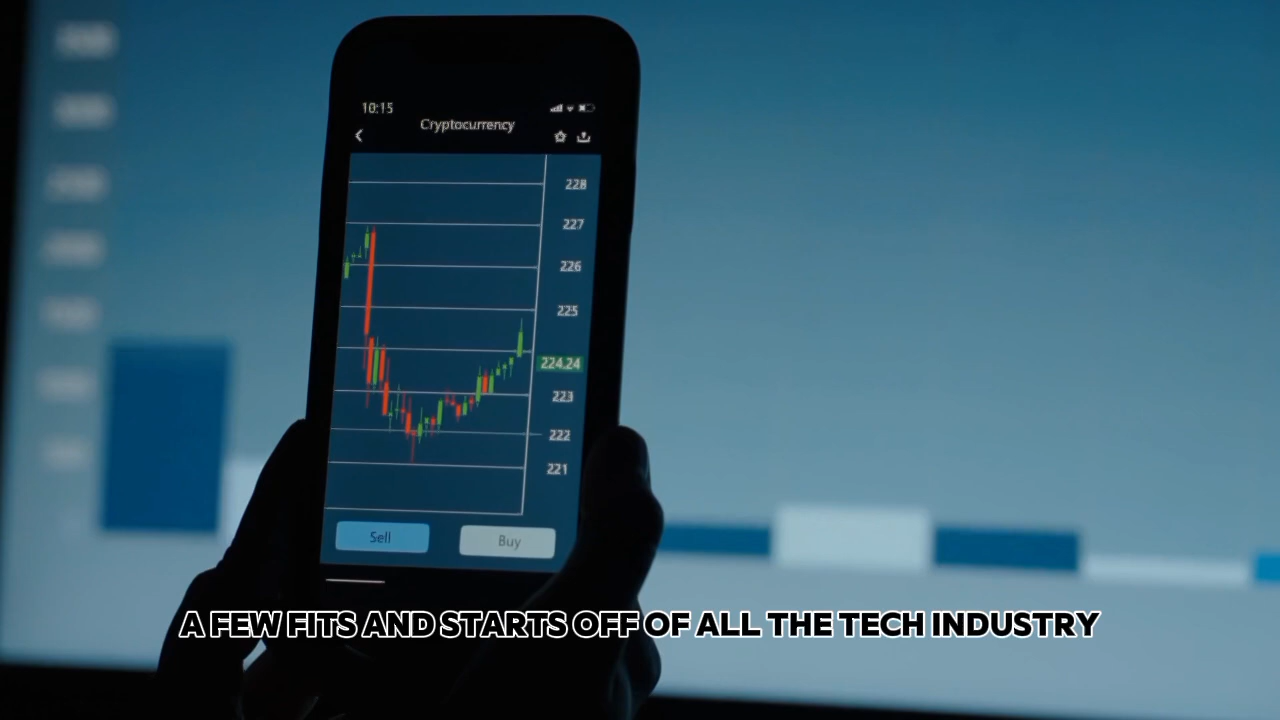 10:15
Cryptocurrency
228
227
226
225
224.24
223
222
221
Sell
Buy
A FEW FITS AND STARTS OFF OF ALL THE TECH INDUSTRY